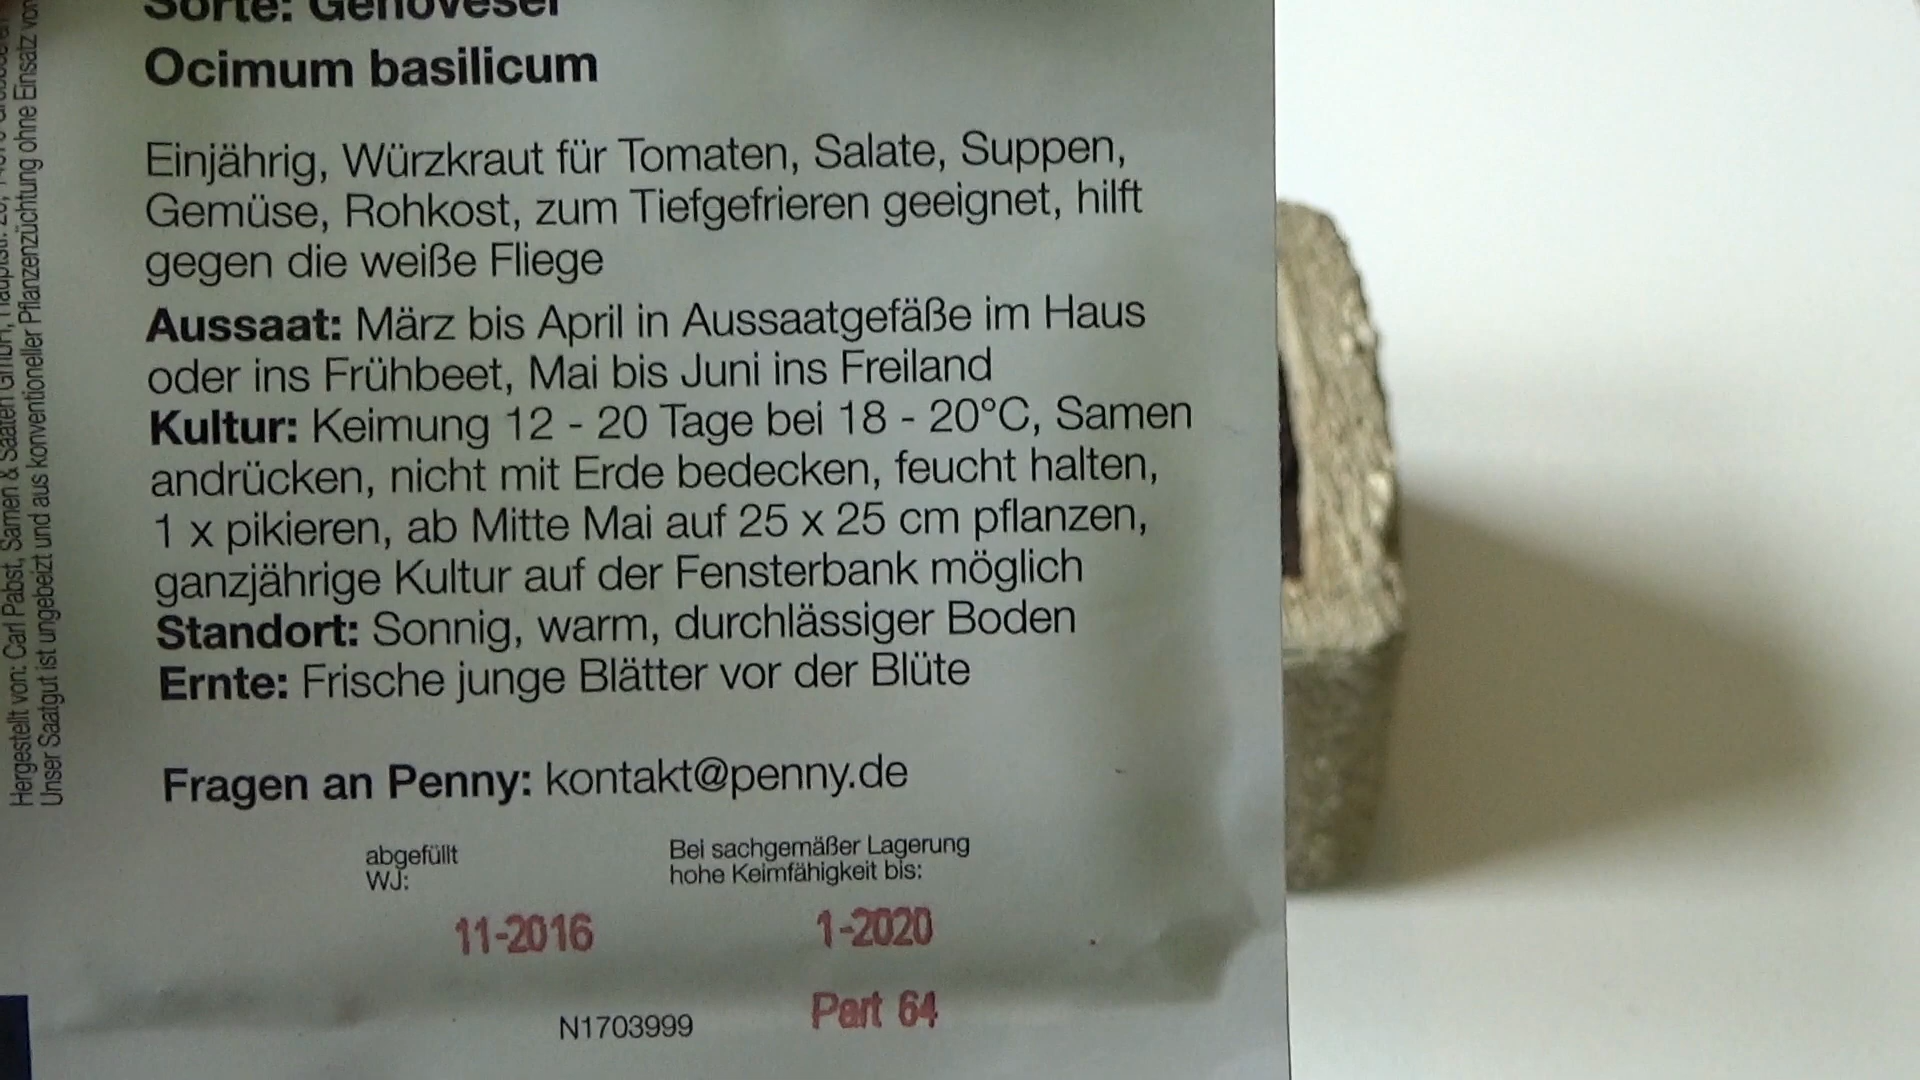 Sorte: Genoveser
Ocimum basilicum
Einjährig, Würzkraut für Tomaten, Salate, Suppen,
Gemüse, Rohkost, zum Tiefgefrieren geeignet, hilft
gegen die weiße Fliege
Aussaat: März bis April in Aussaatgefäße im Haus
oder ins Frühbeet, Mai bis Juni ins Freiland
Kultur: Keimung 12 - 20 Tage bei 18 - 20°C, Samen
andrücken, nicht mit Erde bedecken, feucht halten,
1 x pikieren, ab Mitte Mai auf 25 x 25 cm pflanzen,
ganzjährige Kultur auf der Fensterbank möglich
Standort: Sonnig, warm, durchlässiger Boden
Ernte: Frische junge Blätter vor der Blüte
Fragen an Penny: kontakt@penny.de
abgefüllt
WJ:
11-2016
Bei sachgemäßer Lagerung
hohe Keimfähigkeit bis:
1-2020
Part 64
N1703999
Hergestellt von: Carl Pabst, Samen & Saaten GmbH,
Unser Saatgut ist ungebeizt und aus konventioneller Pflanzenzüchtung ohne Einsatz von